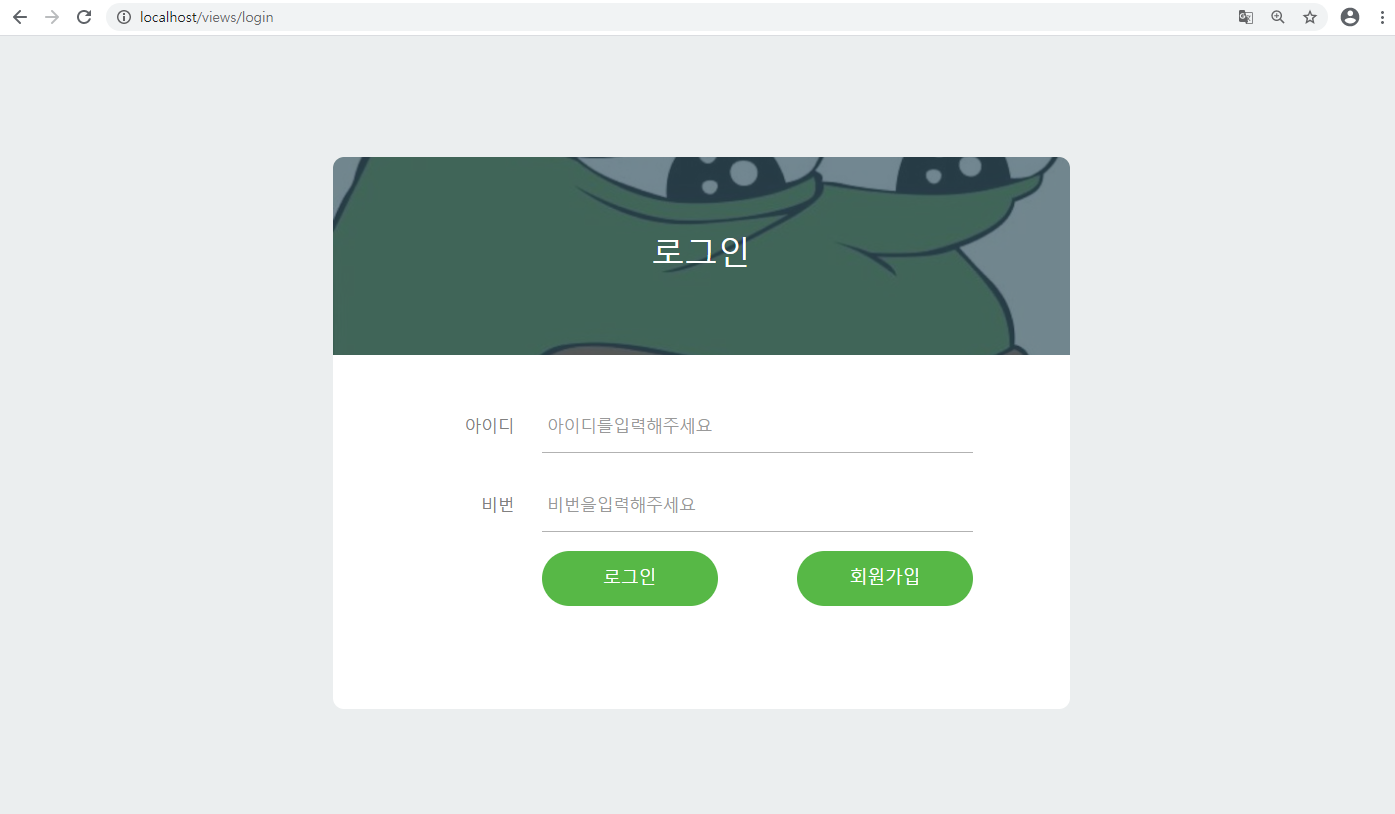 localhost/views/login
로그인
아이디 아이디를입력해주세요
비번 비번을입력해주세요
로그인 회원가입